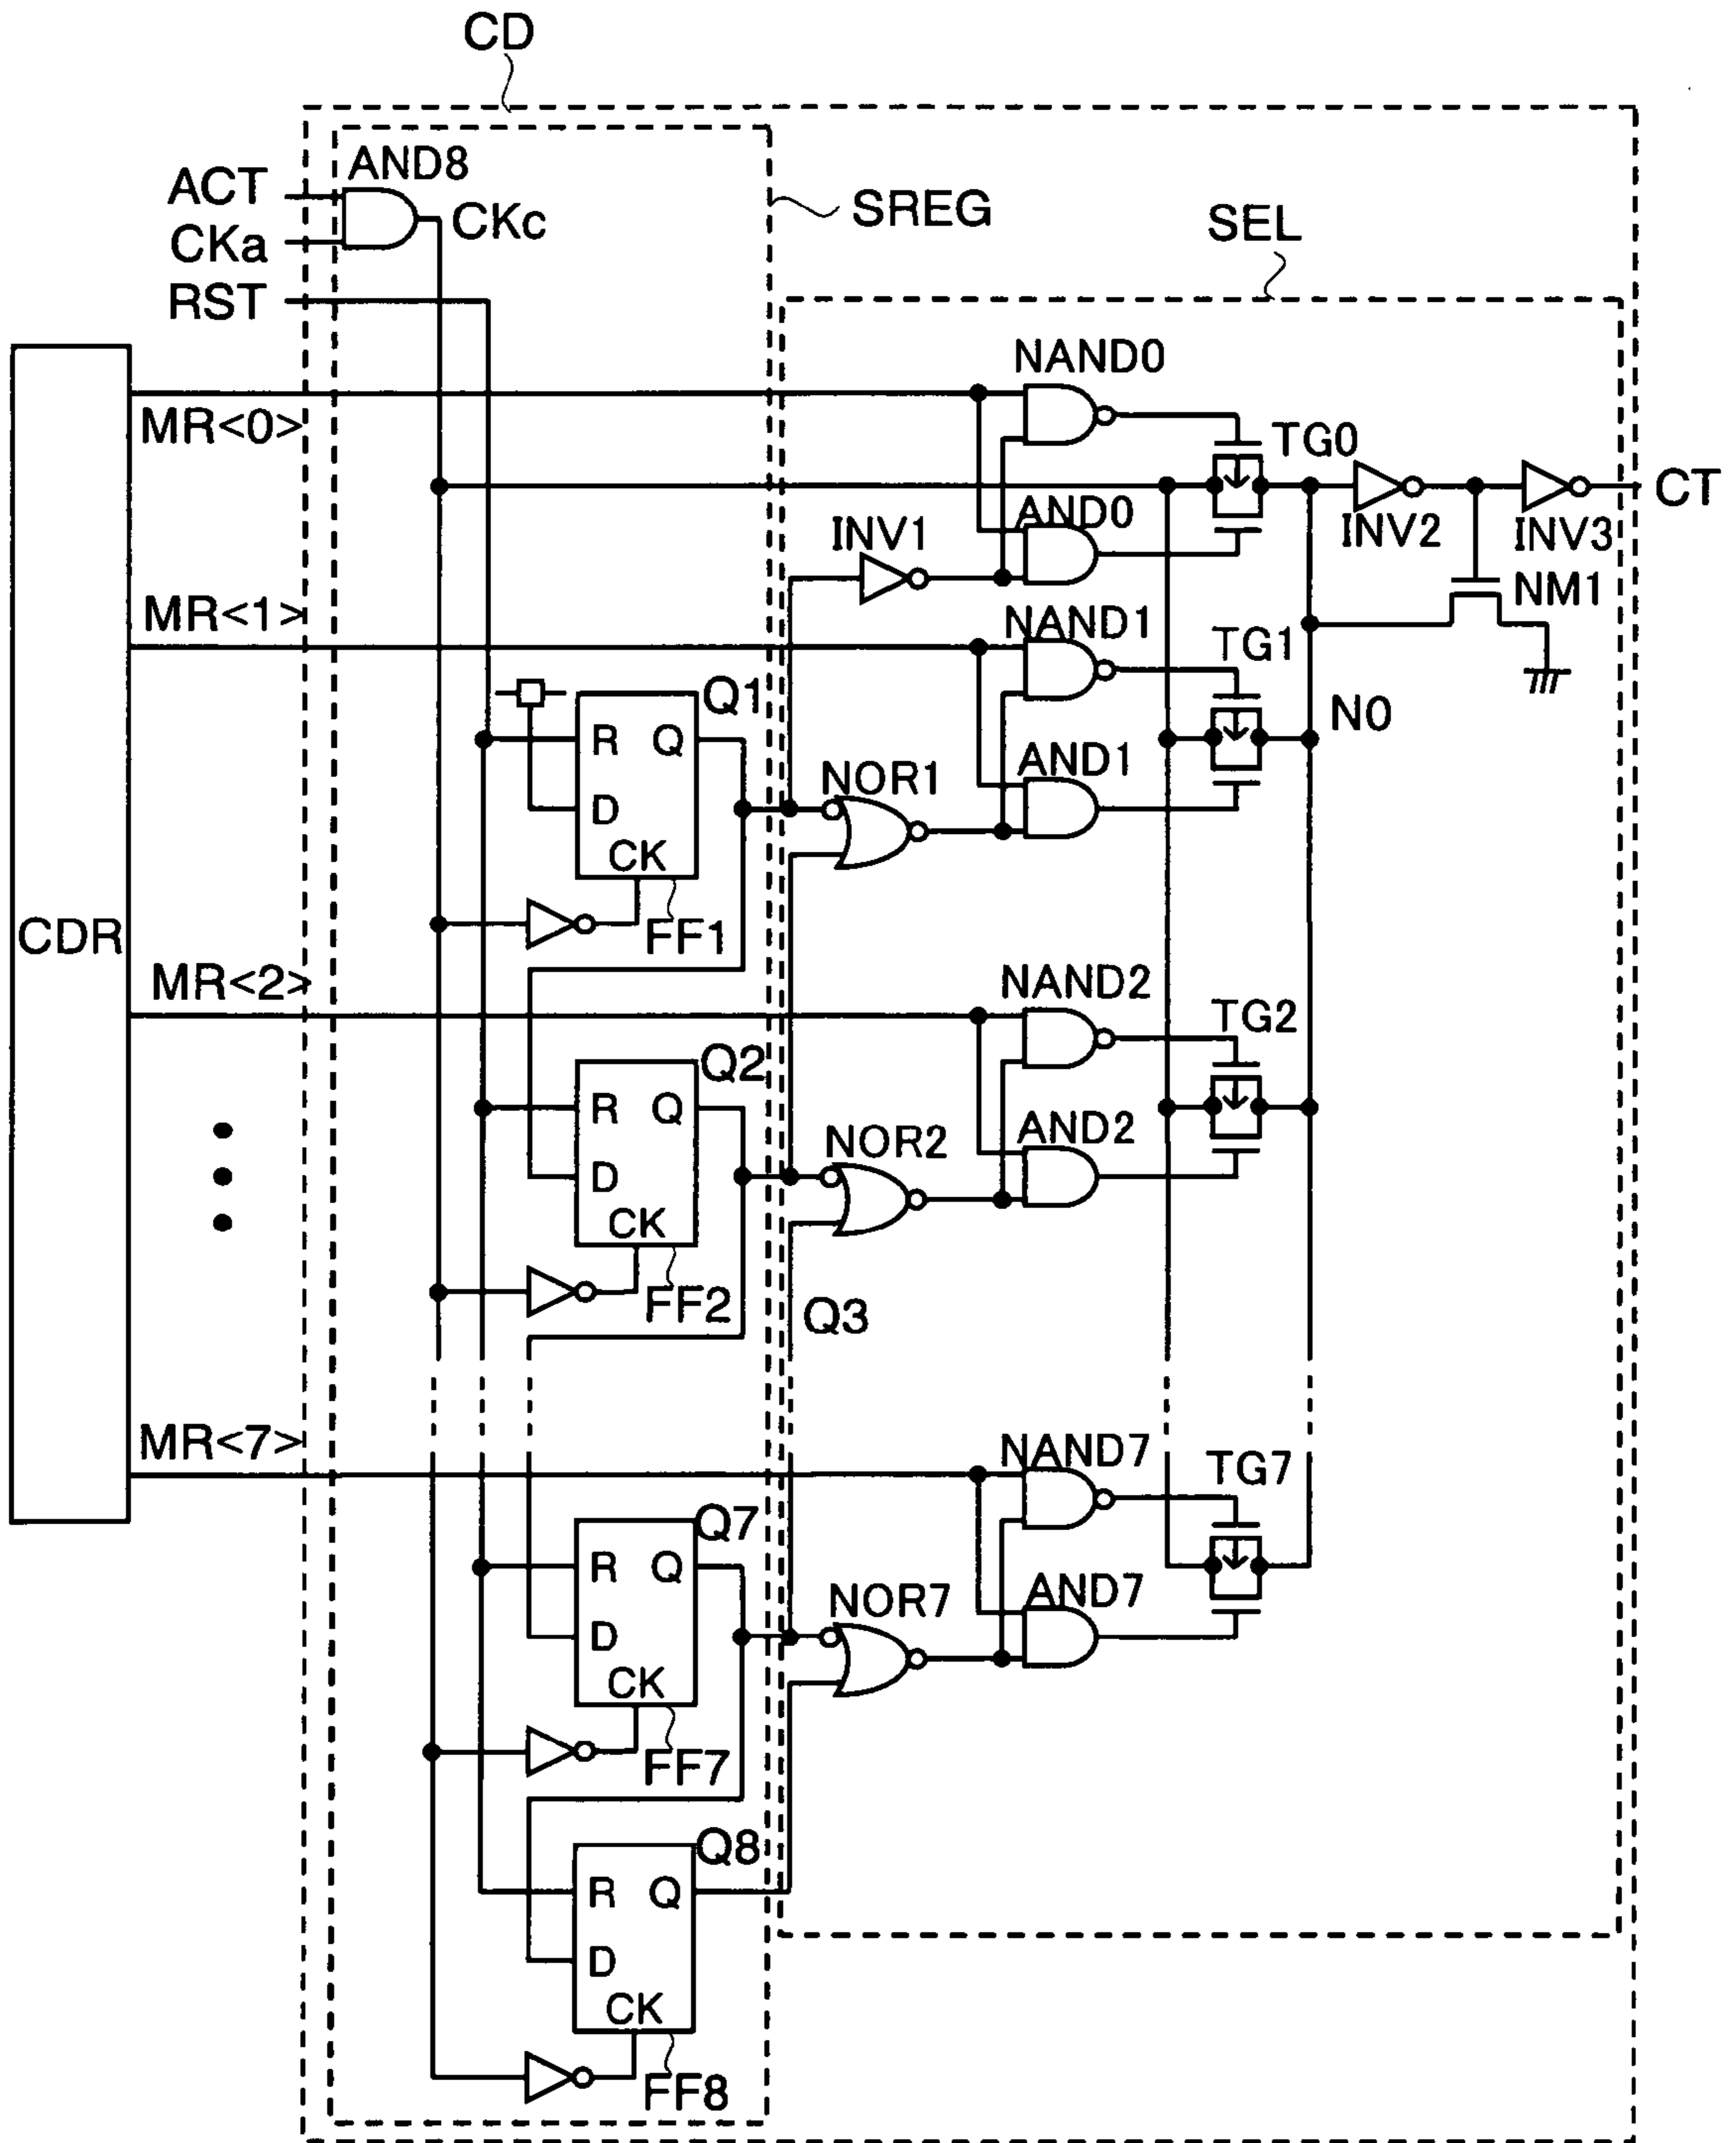 CD
AND8
ACT
CKc
SREG
CKa
SEL
RST
NAND0
MR<0>
TG0
CT
AND0
INV1
INV2
INV3
NM1
MR<1>
NAND1
TG1
Q1
N0
R Q
NOR1
AND1
D
CK
FF1
CDR
MR<2>
NAND2
TG2
Q2
R Q
NOR2
AND2
D
CK
FF2
Q3
MR<7>
NAND7
TG7
Q7
R Q
NOR7
AND7
D
CK
FF7
Q8
R Q
D
CK
FF8